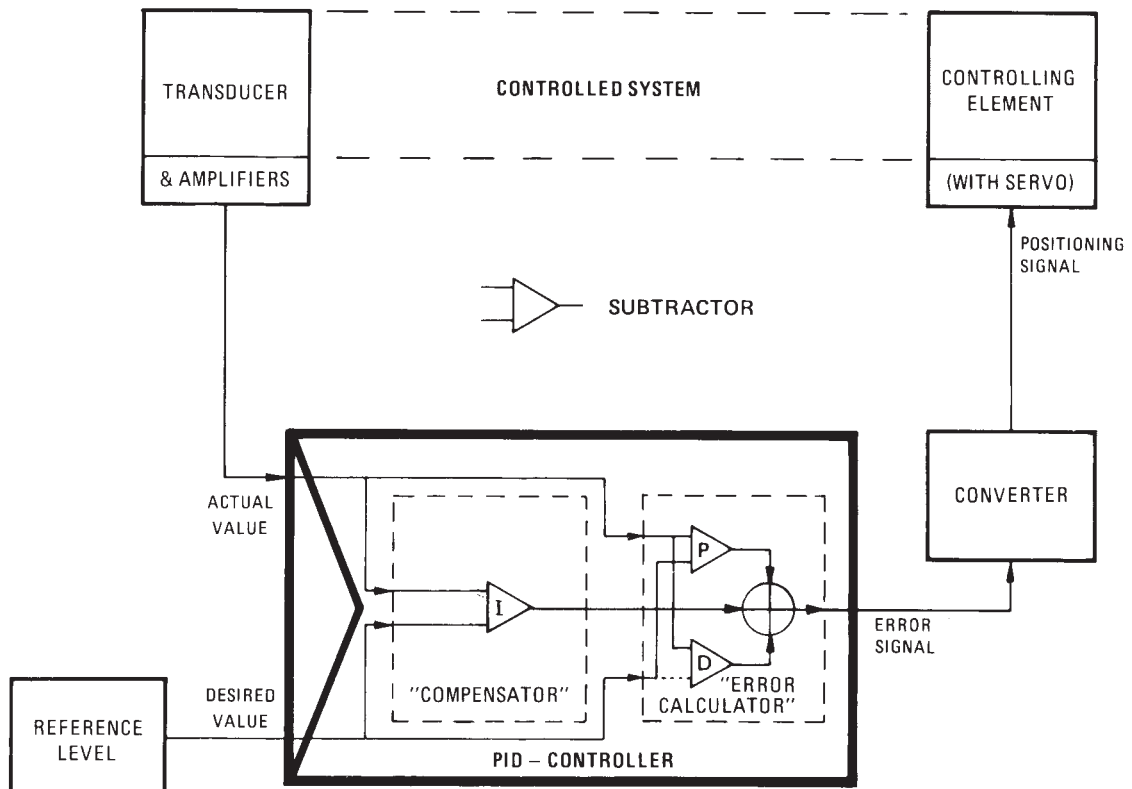 TRANSDUCER
& AMPLIFIERS
CONTROLLED SYSTEM
CONTROLLING
ELEMENT
(WITH SERVO)
POSITIONING
SIGNAL
SUBTRACTOR
CONVERTER
ACTUAL
VALUE
P
I
D
"COMPENSATOR"
"ERROR
CALCULATOR"
ERROR
SIGNAL
DESIRED
VALUE
REFERENCE
LEVEL
PID – CONTROLLER